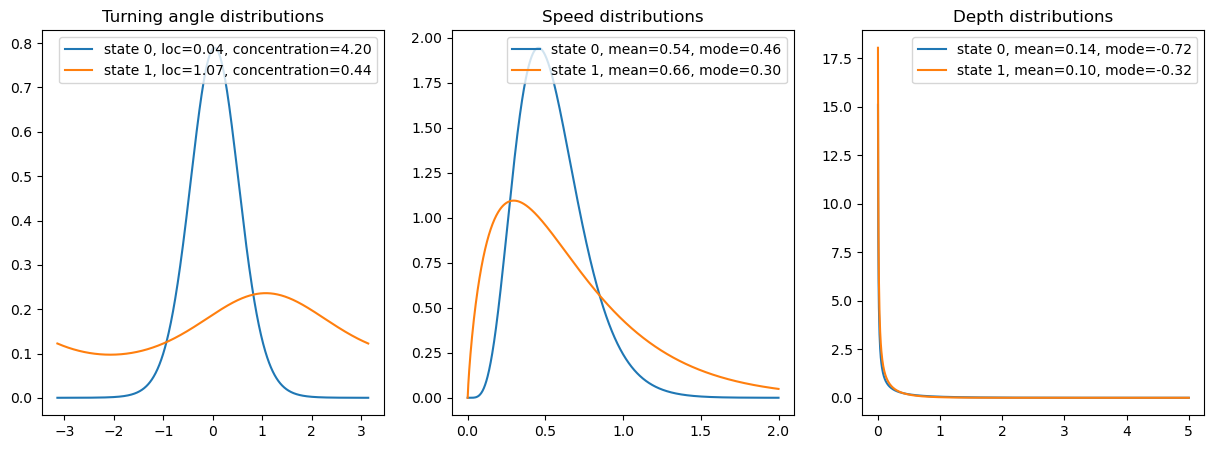 Turning angle distributions
state 0, loc=0.04, concentration=4.20
state 1, loc=1.07, concentration=0.44
0.8
0.7
0.6
0.5
0.4
0.3
0.2
0.1
0.0
−3 −2 −1 0 1 2 3
Speed distributions
state 0, mean=0.54, mode=0.46
state 1, mean=0.66, mode=0.30
2.00
1.75
1.50
1.25
1.00
0.75
0.50
0.25
0.00
0.0 0.5 1.0 1.5 2.0
Depth distributions
state 0, mean=0.14, mode=-0.72
state 1, mean=0.10, mode=-0.32
17.5
15.0
12.5
10.0
7.5
5.0
2.5
0.0
0 1 2 3 4 5